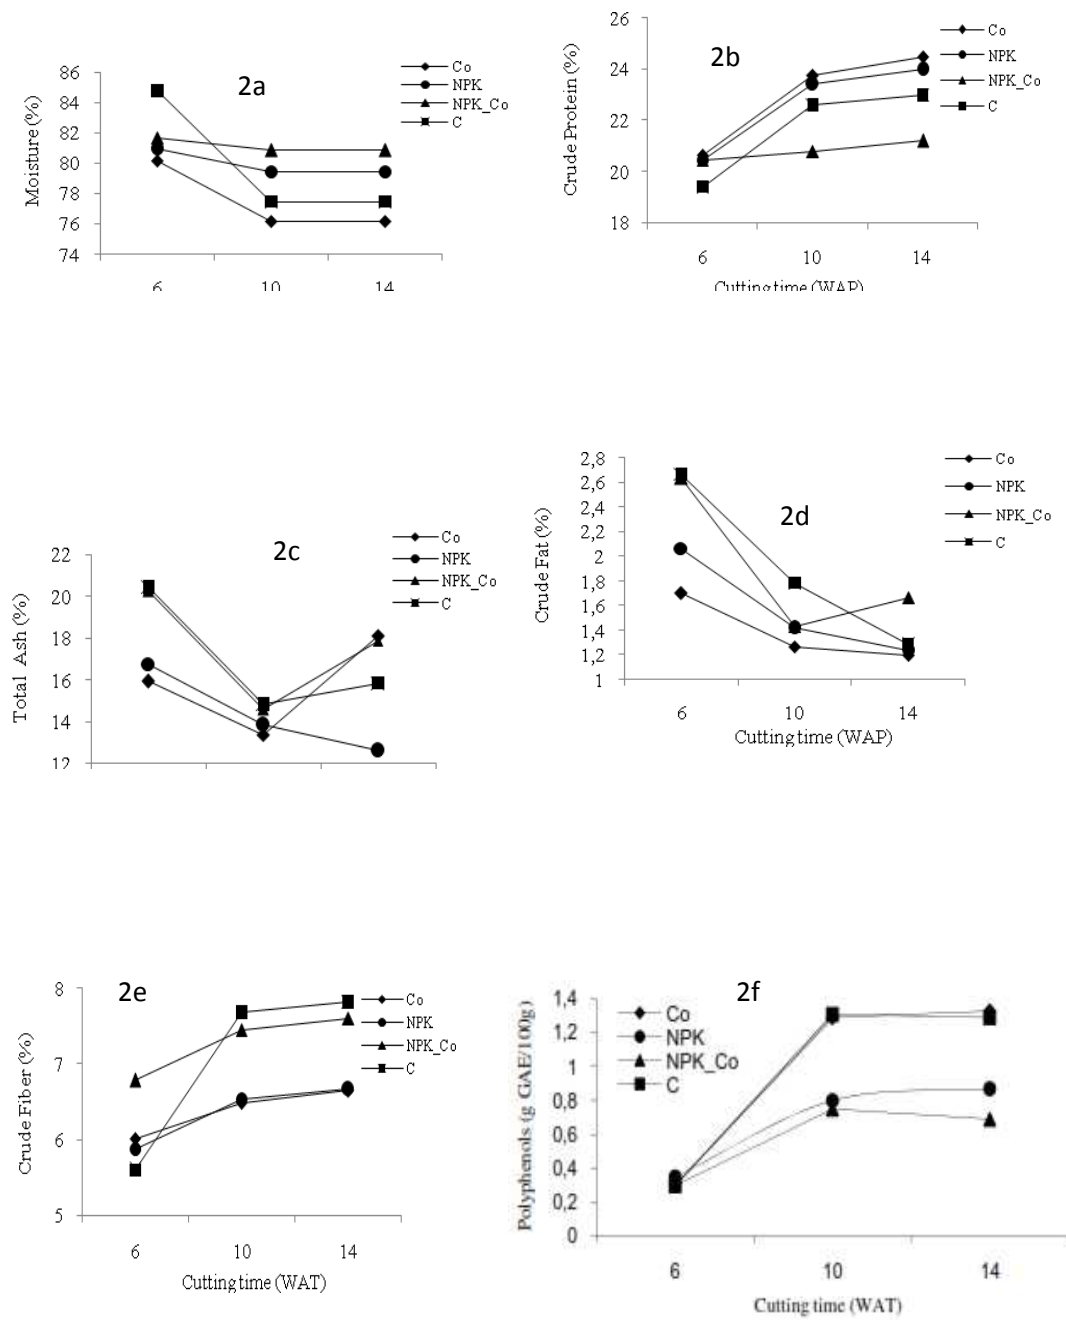 2a
Moisture (%)
86
84
82
80
78
76
74
6
10
14
Co
NPK
NPK_Co
C
2b
Crude Protein (%)
26
24
22
20
18
6
10
14
Cutting time (WAP)
Co
NPK
NPK_Co
C
2c
Total Ash (%)
22
20
18
16
14
12
Co
NPK
NPK_Co
C
2d
Crude Fat (%)
2,8
2,6
2,4
2,2
2
1,8
1,6
1,4
1,2
1
6
10
14
Cutting time (WAP)
Co
NPK
NPK_Co
C
2e
Crude Fiber (%)
8
7
6
5
6
10
14
Cutting time (WAT)
Co
NPK
NPK_Co
C
2f
Polyphenols (g GAE/100g)
1,4
1,2
1
0,8
0,6
0,4
0,2
0
6
10
14
Cutting time (WAT)
Co
NPK
NPK_Co
C